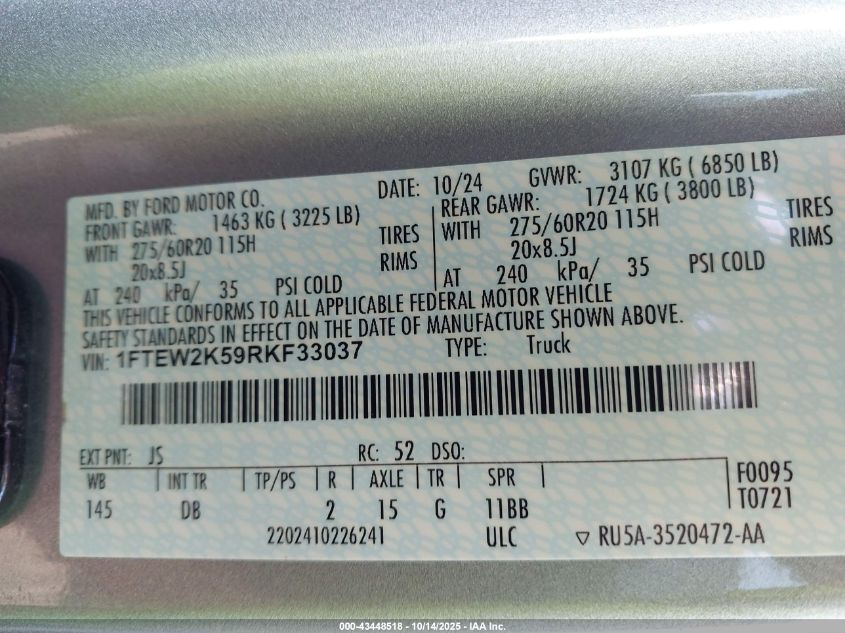 MFD. BY FORD MOTOR CO. DATE: 10/24 GVWR: 3107 KG ( 6850 LB)
FRONT GAWR: 1463 KG ( 3225 LB) REAR GAWR: 1724 KG ( 3800 LB)
WITH 275/60R20 115H TIRES WITH 275/60R20 115H TIRES
20x8.5J RIMS 20x8.5J RIMS
AT 240 kPa/ 35 PSI COLD AT 240 kPa/ 35 PSI COLD
THIS VEHICLE CONFORMS TO ALL APPLICABLE FEDERAL MOTOR VEHICLE
SAFETY STANDARDS IN EFFECT ON THE DATE OF MANUFACTURE SHOWN ABOVE.
VIN: 1FTEW2K59RKF33037 TYPE: Truck
EXT PNT: JS RC: 52 DSO:
WB INT TR TP/PS R AXLE TR SPR F0095
145 DB 2 15 G 11BB T0721
2202410226241 ULC ▽ RU5A-3520472-AA
000-43448518 - 10/14/2025 - IAA Inc.